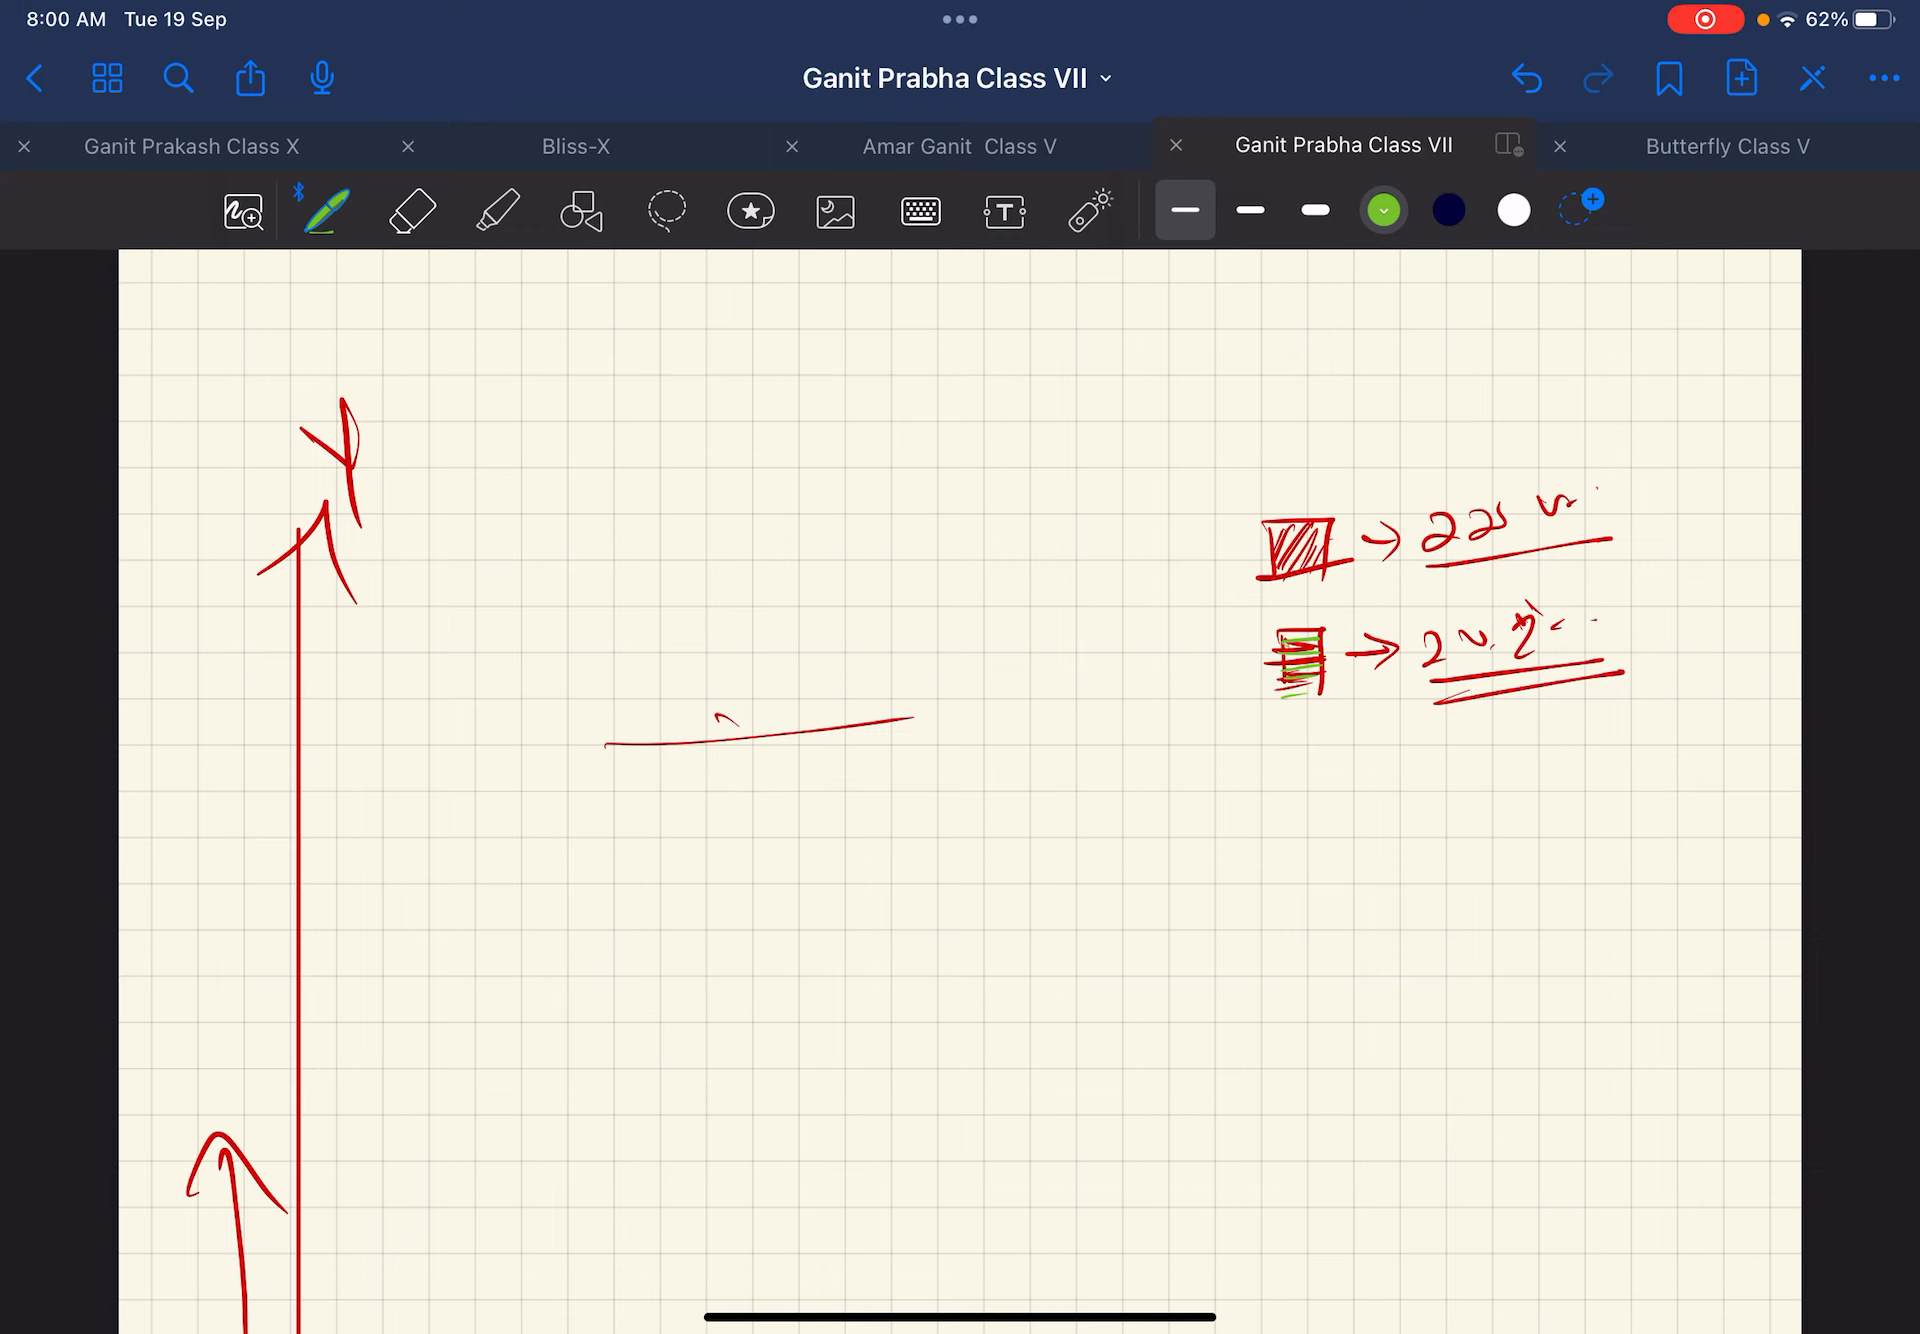 8:00 AM Tue 19 Sep
62%
Ganit Prabha Class VII
Ganit Prakash Class X
Bliss-X
Amar Ganit Class V
Ganit Prabha Class VII
Butterfly Class V
T
Y